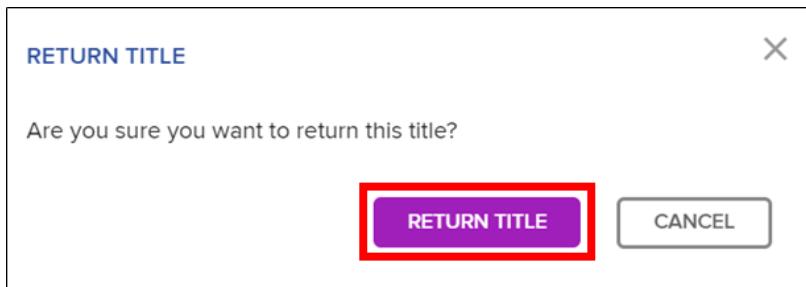 RETURN TITLE
Are you sure you want to return this title?
RETURN TITLE CANCEL